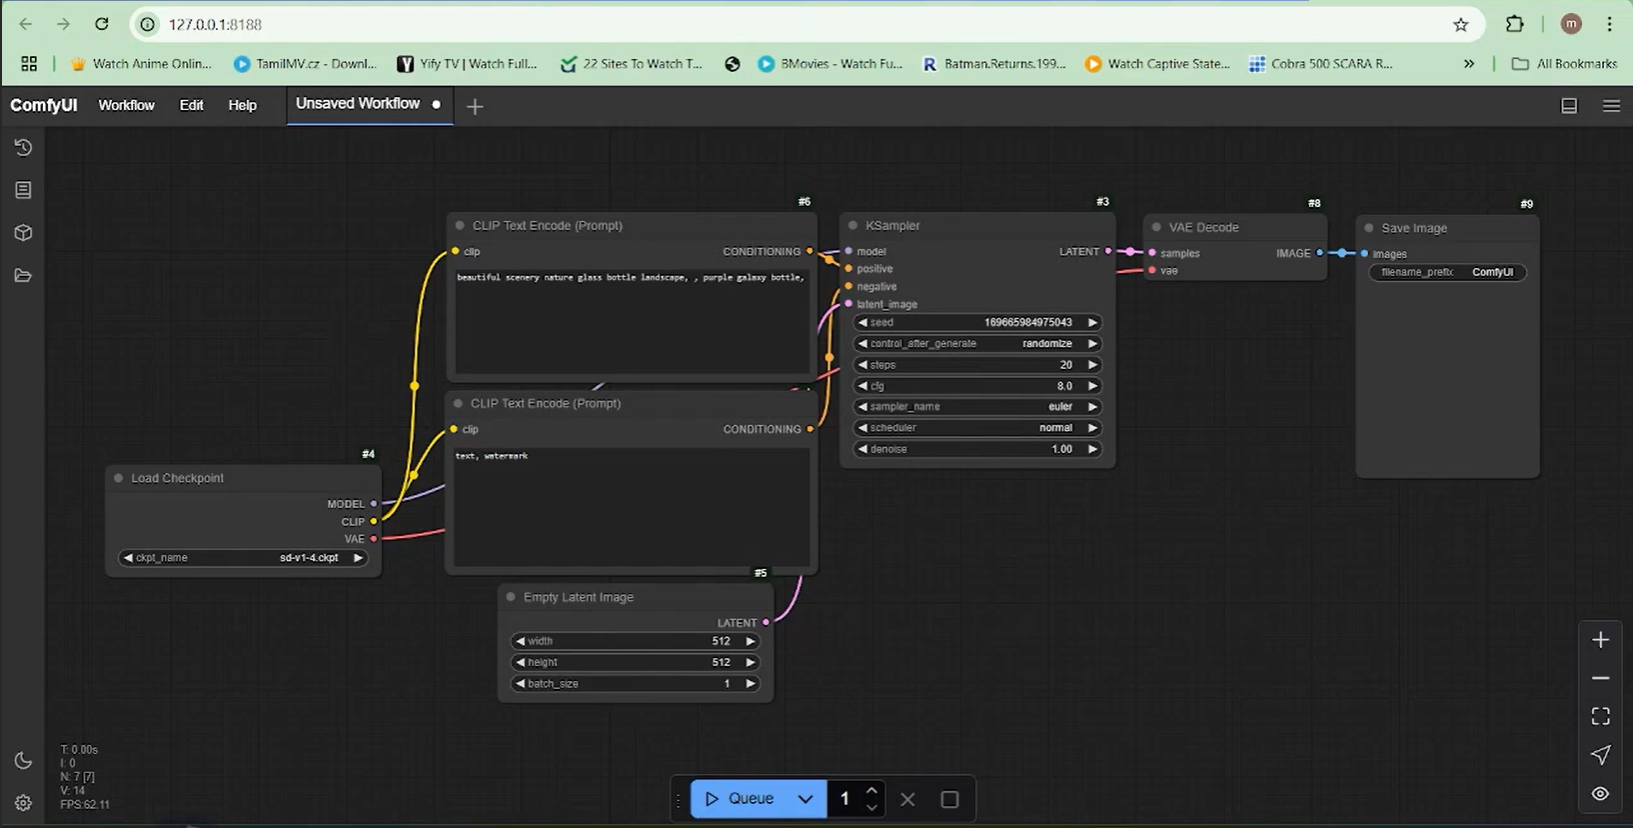 127.0.0.1:8188
m
Watch Anime Onlin...
TamilMV.cz - Downl...
Yify TV | Watch Full...
22 Sites To Watch T...
BMovies - Watch Fu...
R
Batman.Returns.199...
Watch Captive State...
Cobra 500 SCARA R...
»
All Bookmarks
ComfyUI
Workflow
Edit
Help
Unsaved Workflow
#6
CLIP Text Encode (Prompt)
clip
CONDITIONING
beautiful scenery nature glass bottle landscape, , purple galaxy bottle,
CLIP Text Encode (Prompt)
clip
CONDITIONING
text, watermark
#4
Load Checkpoint
MODEL
CLIP
VAE
ckpt_name sd-v1-4.ckpt
#5
Empty Latent Image
LATENT
width 512
height 512
batch_size 1
#3
KSampler
model
LATENT
positive
negative
latent_image
seed 169665984975043
control_after_generate randomize
steps 20
cfg 8.0
sampler_name euler
scheduler normal
denoise 1.00
#8
VAE Decode
samples
IMAGE
vae
#9
Save Image
images
filename_prefix ComfyUI
T: 0.00s
I: 0
N: 7 [7]
V: 14
FPS:62.11
Queue
1